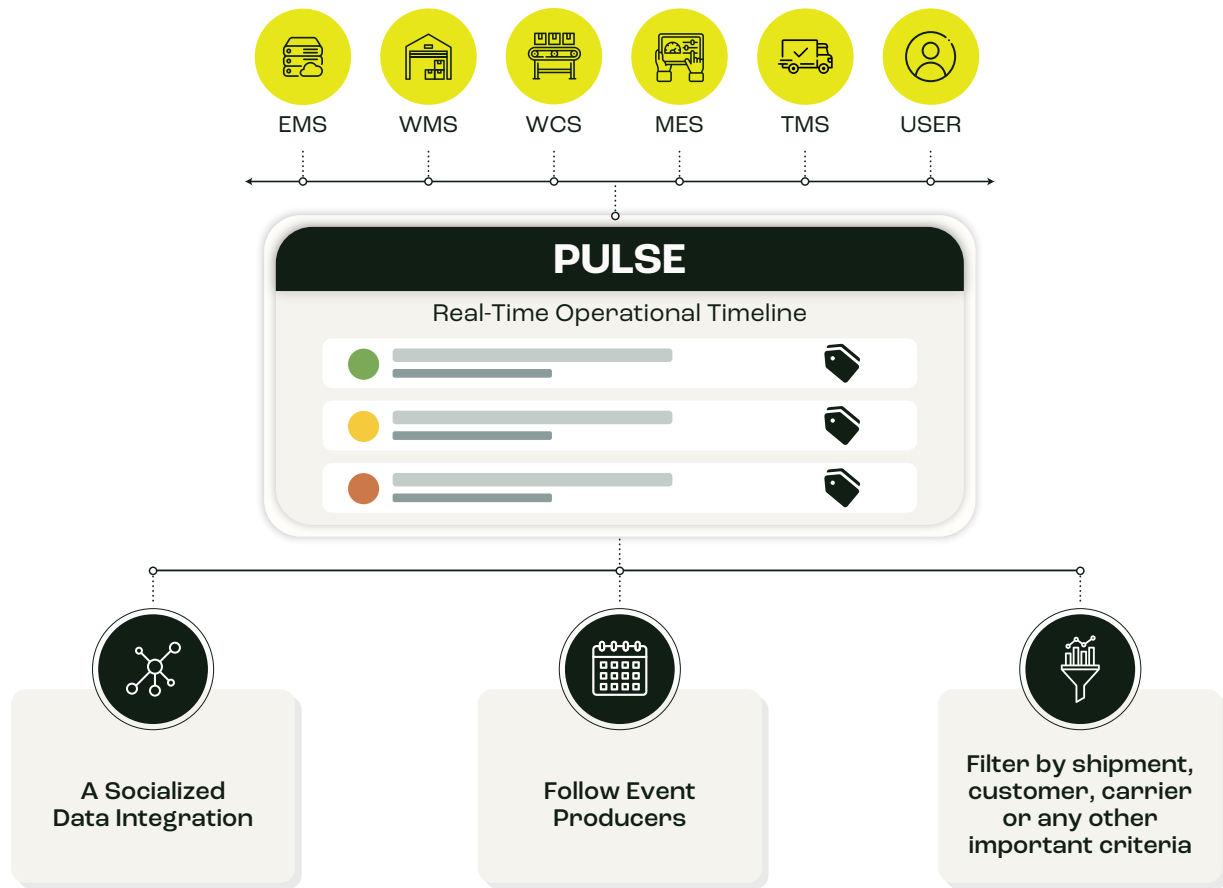 EMS WMS WCS MES TMS USER
PULSE
Real-Time Operational Timeline
A Socialized
Data Integration
Follow Event
Producers
Filter by shipment,
customer, carrier
or any other
important criteria